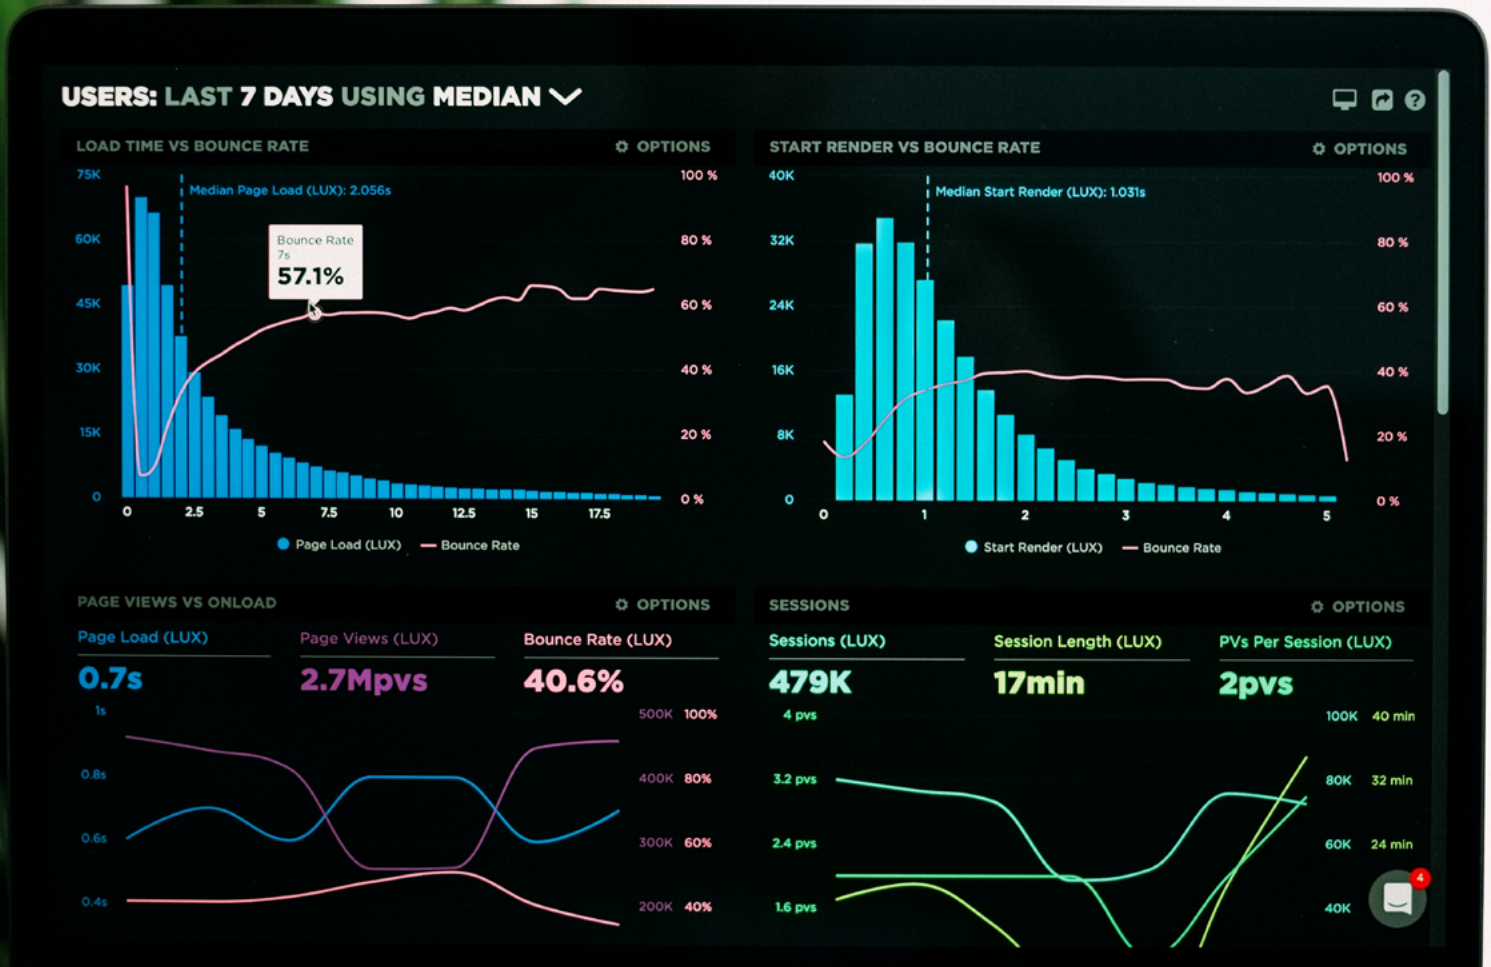 USERS: LAST 7 DAYS USING MEDIAN
LOAD TIME VS BOUNCE RATE
OPTIONS
75K
60K
45K
30K
15K
0
Median Page Load (LUX): 2.056s
Bounce Rate
7s
57.1%
100 %
80 %
60 %
40 %
20 %
0 %
0 2.5 5 7.5 10 12.5 15 17.5
Page Load (LUX) Bounce Rate
START RENDER VS BOUNCE RATE
OPTIONS
40K
32K
24K
16K
8K
0
Median Start Render (LUX): 1.031s
100 %
80 %
60 %
40 %
20 %
0 %
0 1 2 3 4 5
Start Render (LUX) Bounce Rate
PAGE VIEWS VS ONLOAD
OPTIONS
Page Load (LUX) Page Views (LUX) Bounce Rate (LUX)
0.7s 2.7Mpvs 40.6%
1s
0.8s
0.6s
0.4s
500K 100%
400K 80%
300K 60%
200K 40%
SESSIONS
OPTIONS
Sessions (LUX) Session Length (LUX) PVs Per Session (LUX)
479K 17min 2pvs
4 pvs
3.2 pvs
2.4 pvs
1.6 pvs
100K 40 min
80K 32 min
60K 24 min
40K
4